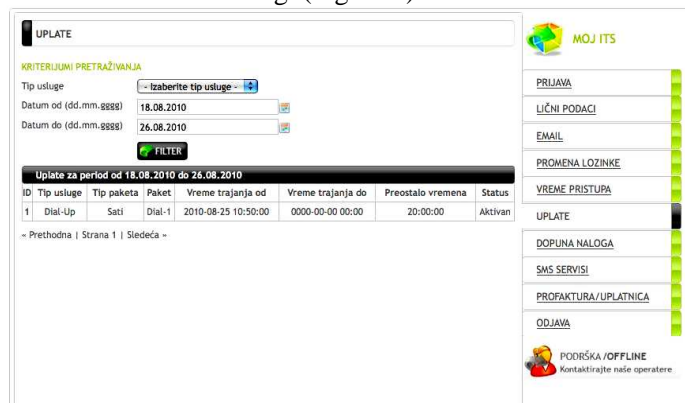 UPLATE
KRITERIJUMI PRETRAŽIVANJA
Tip usluge - Izaberite tip usluge -
Datum od (dd.mm.gggg) 18.08.2010
Datum do (dd.mm.gggg) 26.08.2010
FILTER
Uplate za period od 18.08.2010 do 26.08.2010
ID Tip usluge Tip paketa Paket Vreme trajanja od Vreme trajanja do Preostalo vremena Status
1 Dial-Up Sati Dial-1 2010-08-25 10:50:00 0000-00-00 00:00 20:00:00 Aktivan
« Prethodna | Strana 1 | Sledeća »
MOJ ITS
PRIJAVA
LIČNI PODACI
EMAIL
PROMENA LOZINKE
VREME PRISTUPA
UPLATE
DOPUNA NALOGA
SMS SERVISI
PROFAKTURA/UPLATNICA
ODJAVA
PODRŠKA /OFFLINE
Kontaktirajte naše operatere